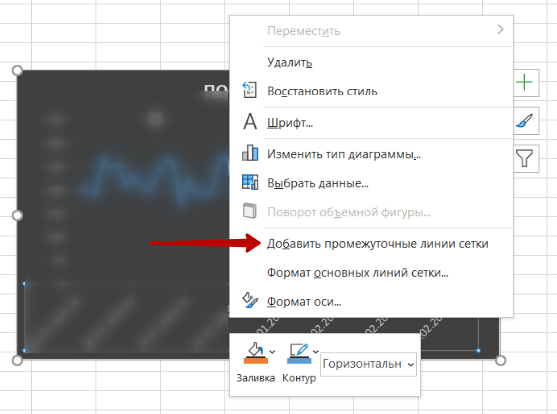 Переместить
Удалить
ПО
Восстановить стиль
Шрифт...
Изменить тип диаграммы...
Выбрать данные...
Поворот объемной фигуры...
Добавить промежуточные линии сетки
Формат основных линий сетки...
Формат оси...
Заливка
Контур
Горизонтальн